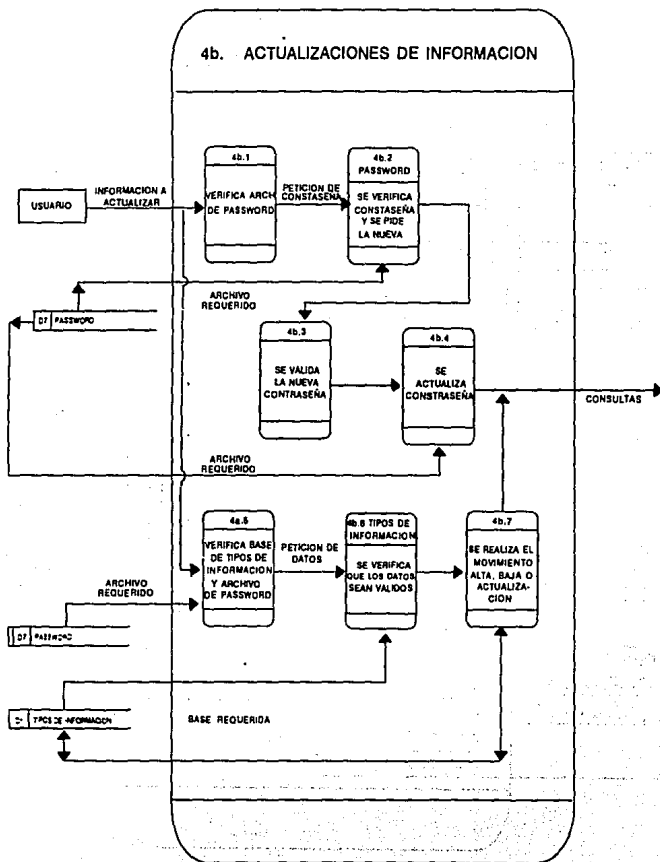 4b. ACTUALIZACIONES DE INFORMACION
4b.1
4b.2
PASSWORD
INFORMACION A
ACTUALIZAR
USUARIO
VERIFICA ARCH
DE PASSWORD
PETICION DE
CONSTASEÑA
SE VERIFICA
CONSTASEÑA
Y SE PIDE
LA NUEVA
ARCHIVO
REQUERIDO
D7 PASSWORD
4b.3
SE VALIDA
LA NUEVA
CONTRASEÑA
4b.4
SE
ACTUALIZA
CONSTRASEÑA
CONSULTAS
ARCHIVO
REQUERIDO
4a.5
VERIFICA BASE
DE TIPOS DE
INFORMACION
Y ARCHIVO
DE PASSWORD
PETICION DE
DATOS
4b.6 TIPOS DE
INFORMACION
SE VERIFICA
QUE LOS DATOS
SEAN VALIDOS
4b.7
SE REALIZA EL
MOVIMIENTO
ALTA, BAJA O
ACTUALIZA-
CION
ARCHIVO
REQUERIDO
D7 PASSWORD
TIPOS DE INFORMACION
BASE REQUERIDA